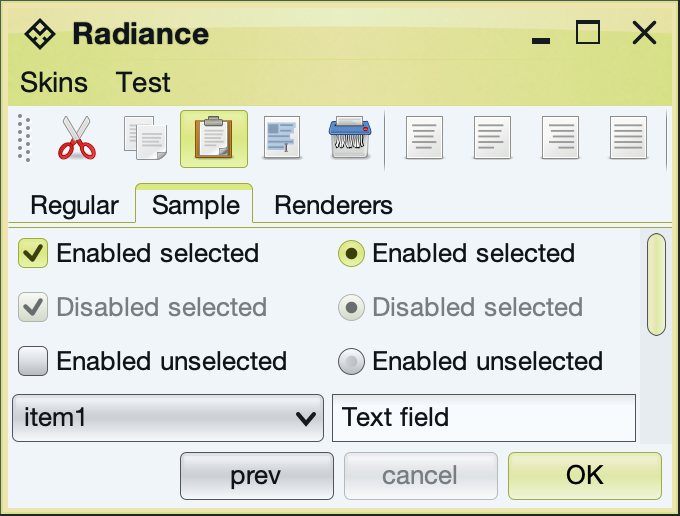 Radiance
Skins Test
Regular Sample Renderers
Enabled selected Enabled selected
Disabled selected Disabled selected
Enabled unselected Enabled unselected
item1 Text field
prev cancel OK